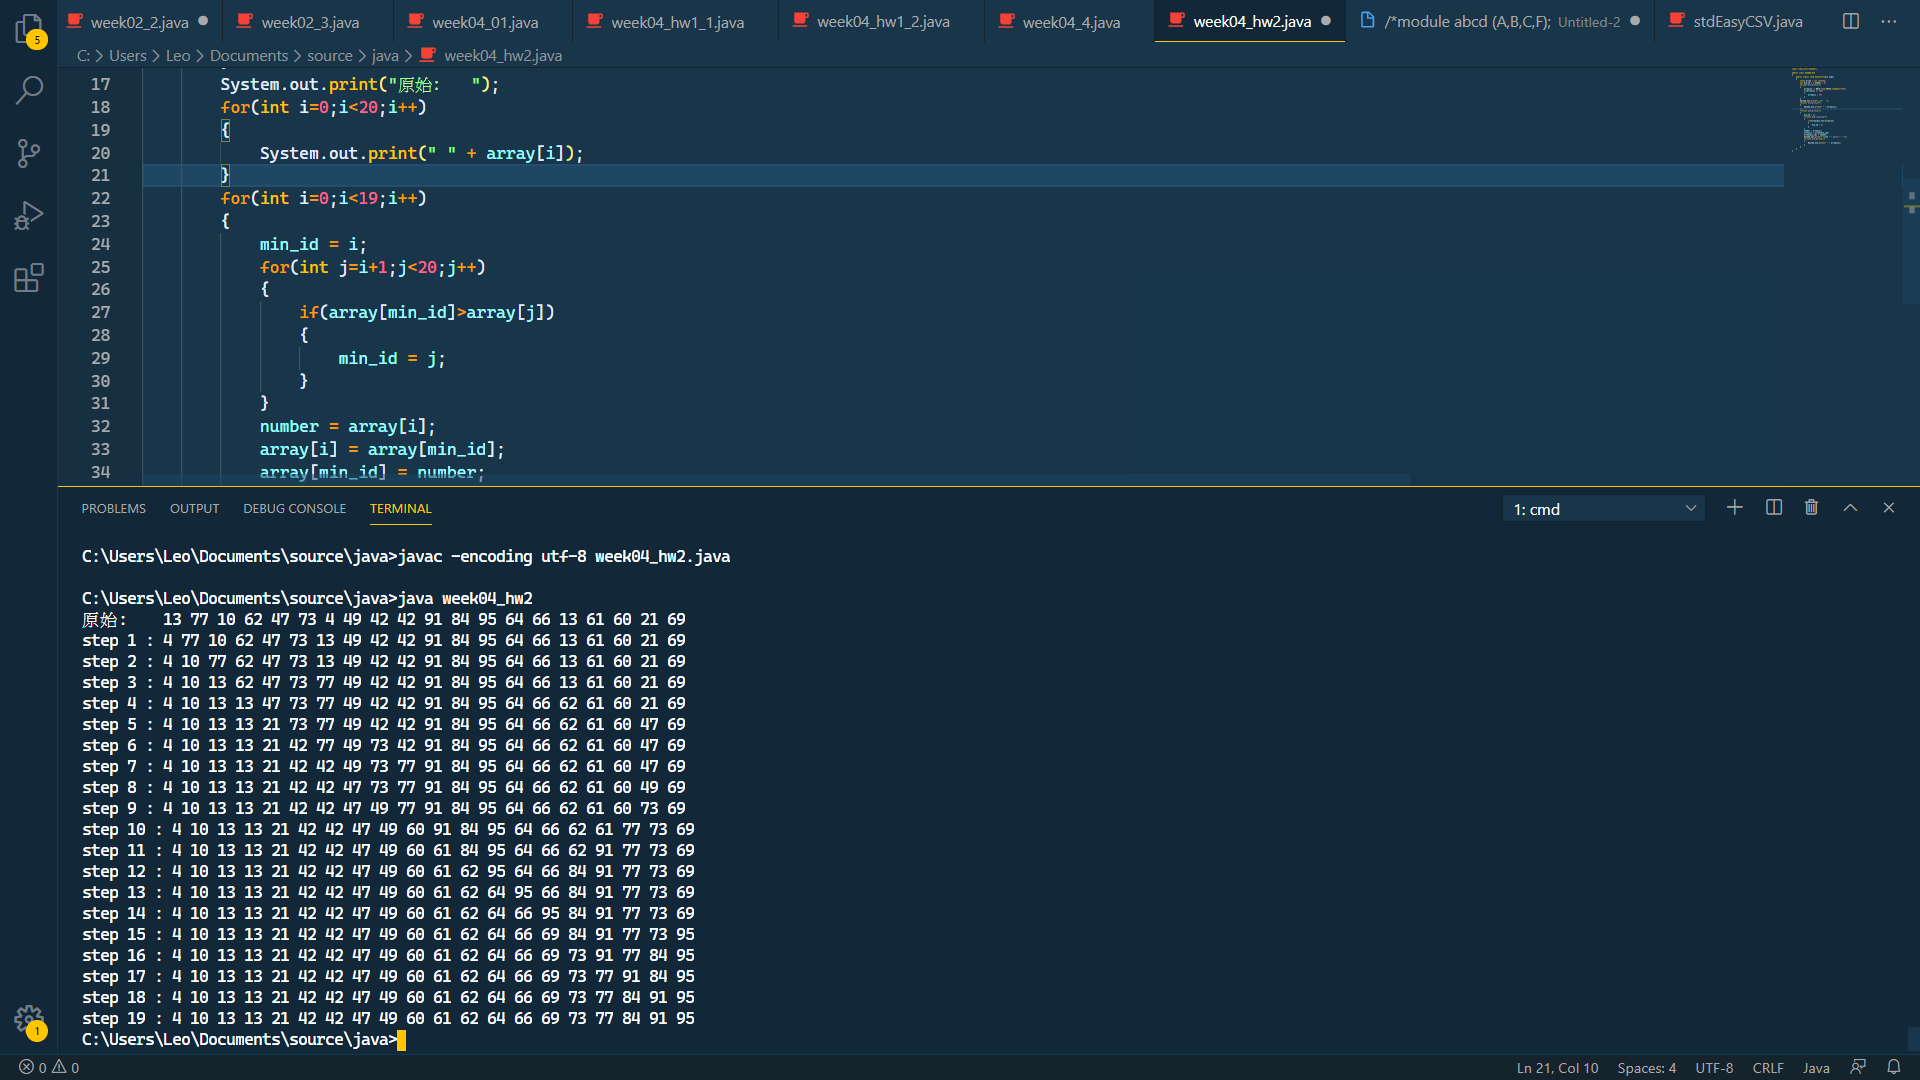 week02_2.java week02_3.java week04_01.java week04_hw1_1.java week04_hw1_2.java week04_4.java week04_hw2.java /*module abcd (A,B,C,F); Untitled-2 stdEasyCSV.java
C: > Users > Leo > Documents > source > java > week04_hw2.java
17 System.out.print("原始:   ");
18 for(int i=0;i<20;i++)
19 {
20 System.out.print(" " + array[i]);
21 }
22 for(int i=0;i<19;i++)
23 {
24 min_id = i;
25 for(int j=i+1;j<20;j++)
26 {
27 if(array[min_id]>array[j])
28 {
29 min_id = j;
30 }
31 }
32 number = array[i];
33 array[i] = array[min_id];
34 array[min_id] = number;
5
PROBLEMS OUTPUT DEBUG CONSOLE TERMINAL 1: cmd
C:\Users\Leo\Documents\source\java>javac -encoding utf-8 week04_hw2.java
C:\Users\Leo\Documents\source\java>java week04_hw2
原始:    13 77 10 62 47 73 4 49 42 42 91 84 95 64 66 13 61 60 21 69
step 1 : 4 77 10 62 47 73 13 49 42 42 91 84 95 64 66 13 61 60 21 69
step 2 : 4 10 77 62 47 73 13 49 42 42 91 84 95 64 66 13 61 60 21 69
step 3 : 4 10 13 62 47 73 77 49 42 42 91 84 95 64 66 13 61 60 21 69
step 4 : 4 10 13 13 47 73 77 49 42 42 91 84 95 64 66 62 61 60 21 69
step 5 : 4 10 13 13 21 73 77 49 42 42 91 84 95 64 66 62 61 60 47 69
step 6 : 4 10 13 13 21 42 77 49 73 42 91 84 95 64 66 62 61 60 47 69
step 7 : 4 10 13 13 21 42 42 49 73 77 91 84 95 64 66 62 61 60 47 69
step 8 : 4 10 13 13 21 42 42 47 73 77 91 84 95 64 66 62 61 60 49 69
step 9 : 4 10 13 13 21 42 42 47 49 77 91 84 95 64 66 62 61 60 73 69
step 10 : 4 10 13 13 21 42 42 47 49 60 91 84 95 64 66 62 61 77 73 69
step 11 : 4 10 13 13 21 42 42 47 49 60 61 84 95 64 66 62 91 77 73 69
step 12 : 4 10 13 13 21 42 42 47 49 60 61 62 95 64 66 84 91 77 73 69
step 13 : 4 10 13 13 21 42 42 47 49 60 61 62 64 95 66 84 91 77 73 69
step 14 : 4 10 13 13 21 42 42 47 49 60 61 62 64 66 95 84 91 77 73 69
step 15 : 4 10 13 13 21 42 42 47 49 60 61 62 64 66 69 84 91 77 73 95
step 16 : 4 10 13 13 21 42 42 47 49 60 61 62 64 66 69 73 91 77 84 95
step 17 : 4 10 13 13 21 42 42 47 49 60 61 62 64 66 69 73 77 91 84 95
step 18 : 4 10 13 13 21 42 42 47 49 60 61 62 64 66 69 73 77 84 91 95
step 19 : 4 10 13 13 21 42 42 47 49 60 61 62 64 66 69 73 77 84 91 95
C:\Users\Leo\Documents\source\java>
1
0 0 Ln 21, Col 10 Spaces: 4 UTF-8 CRLF Java